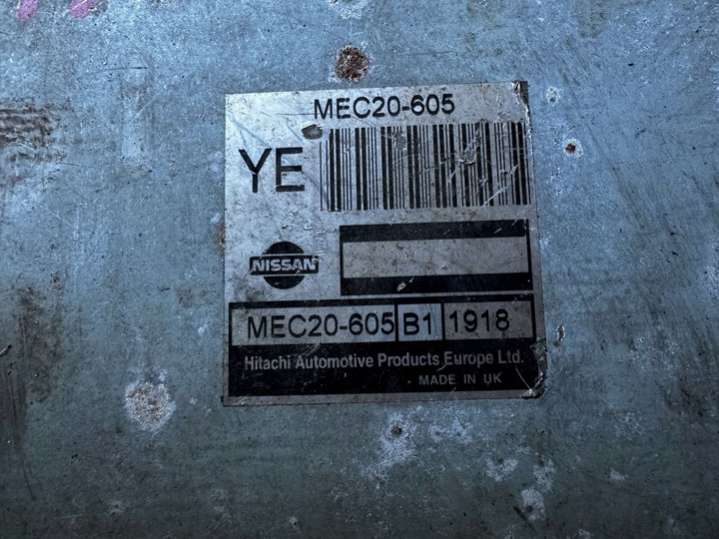 MEC20-605
YE
NISSAN
MEC20-605 B1 1918
Hitachi Automotive Products Europe Ltd.
MADE IN UK